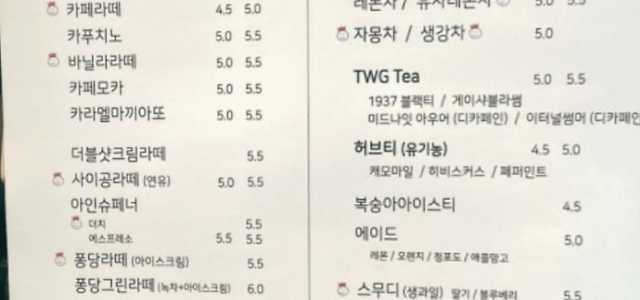 카페라떼 4.5 5.0
카푸치노 5.0 5.5
바닐라라떼 5.0 5.5
카페모카 5.0 5.5
카라멜마끼아또 5.0 5.5
더블샷크림라떼 5.5
사이공라떼 (연유) 5.0 5.5
아인슈페너
더치 5.5
에스프레소 5.5 5.5
퐁당라떼 (아이스크림) 5.5
퐁당그린라떼 (녹차+아이스크림) 6.0
레몬차 / 유자레몬차 5.0 5.5
자몽차 / 생강차 5.0
TWG Tea 5.0 5.5
1937 블랙티 / 게이샤블라썸
미드나잇 아우어 (디카페인) / 이터널썸머 (디카페인
허브티 (유기농) 4.5 5.0
캐모마일 / 히비스커스 / 페퍼민트
복숭아아이스티 4.5
에이드 5.0
레몬 / 오렌지 / 청포도 / 애플망고
스무디 (생과일) 딸기 / 블루베리 5.5